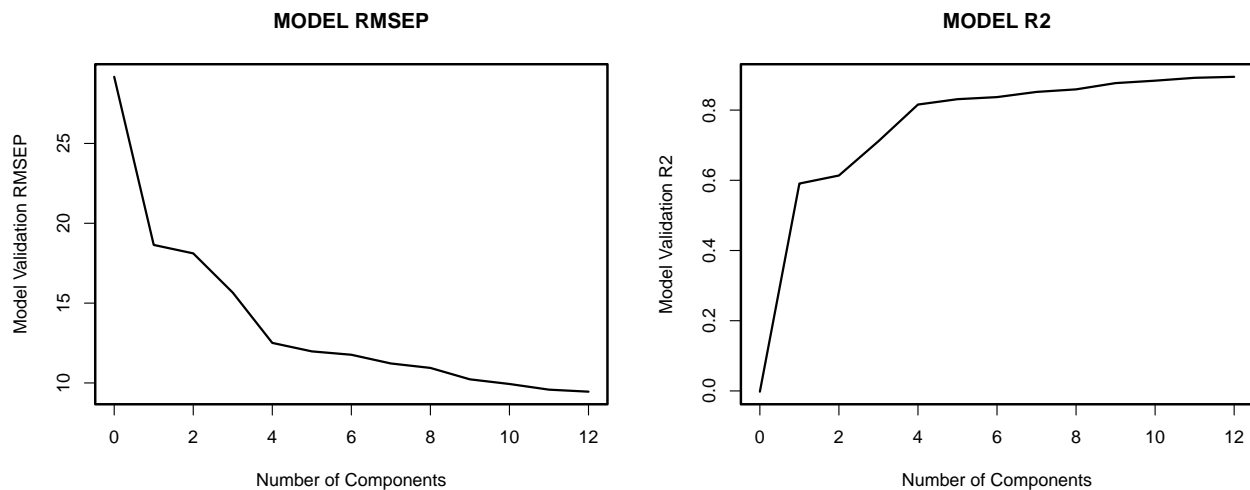 MODEL RMSEP
Model Validation RMSEP
10 15 20 25
0 2 4 6 8 10 12
Number of Components
MODEL R2
Model Validation R2
0.0 0.2 0.4 0.6 0.8
0 2 4 6 8 10 12
Number of Components